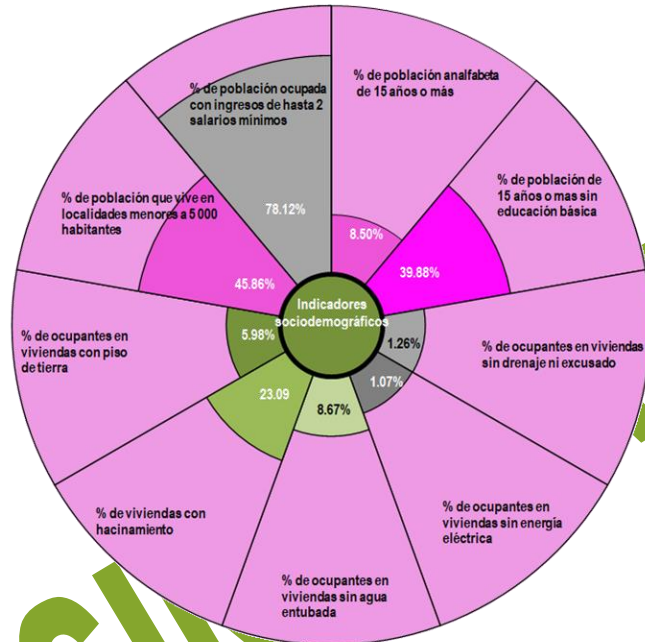 % de población ocupada
con ingresos de hasta 2
salarios mínimos
78.12%
% de población analfabeta
de 15 años o más
8.50%
% de población de
15 años o mas sin
educación básica
39.88%
% de ocupantes en viviendas
sin drenaje ni excusado
1.26%
% de ocupantes en
viviendas sin energía
eléctrica
1.07%
% de ocupantes en
viviendas sin agua
entubada
8.67%
% de viviendas con
hacinamiento
23.09
% de ocupantes en
viviendas con piso
de tierra
5.98%
% de población que vive en
localidades menores a 5 000
habitantes
45.86%
Indicadores
sociodemográficos